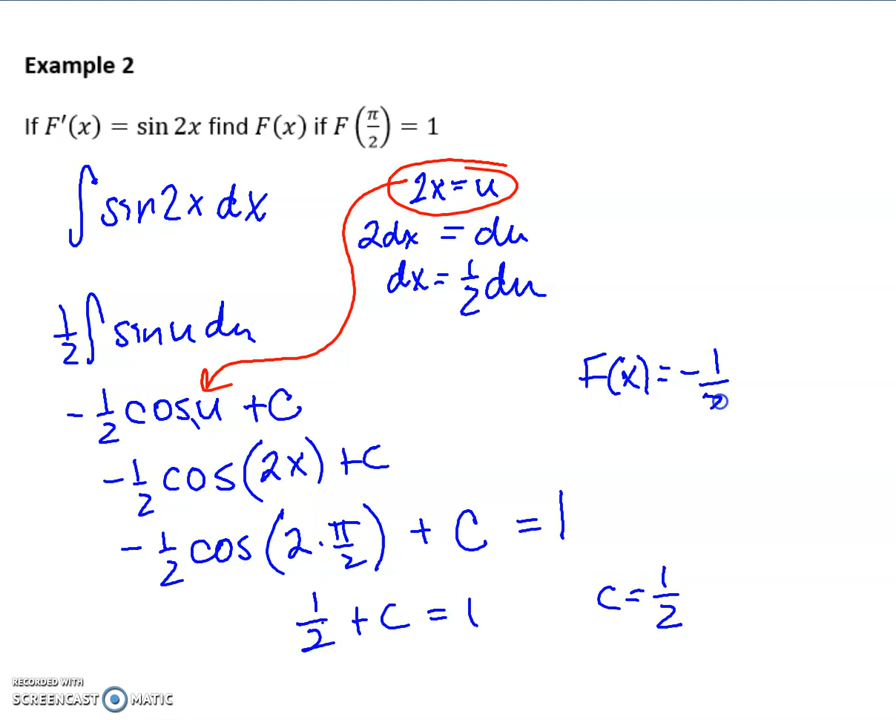 Example 2
If F′(x) = sin 2x find F(x) if F(π/2) = 1
∫ sin2x dx
2x = u
2dx = du
dx = 1/2 du
1/2 ∫ sin u du
-1/2 cos u + C
F(x) = -1/2
-1/2 cos(2x) + C
-1/2 cos(2·π/2) + C = 1
1/2 + C = 1
C = 1/2
RECORDED WITH
SCREENCAST MATIC